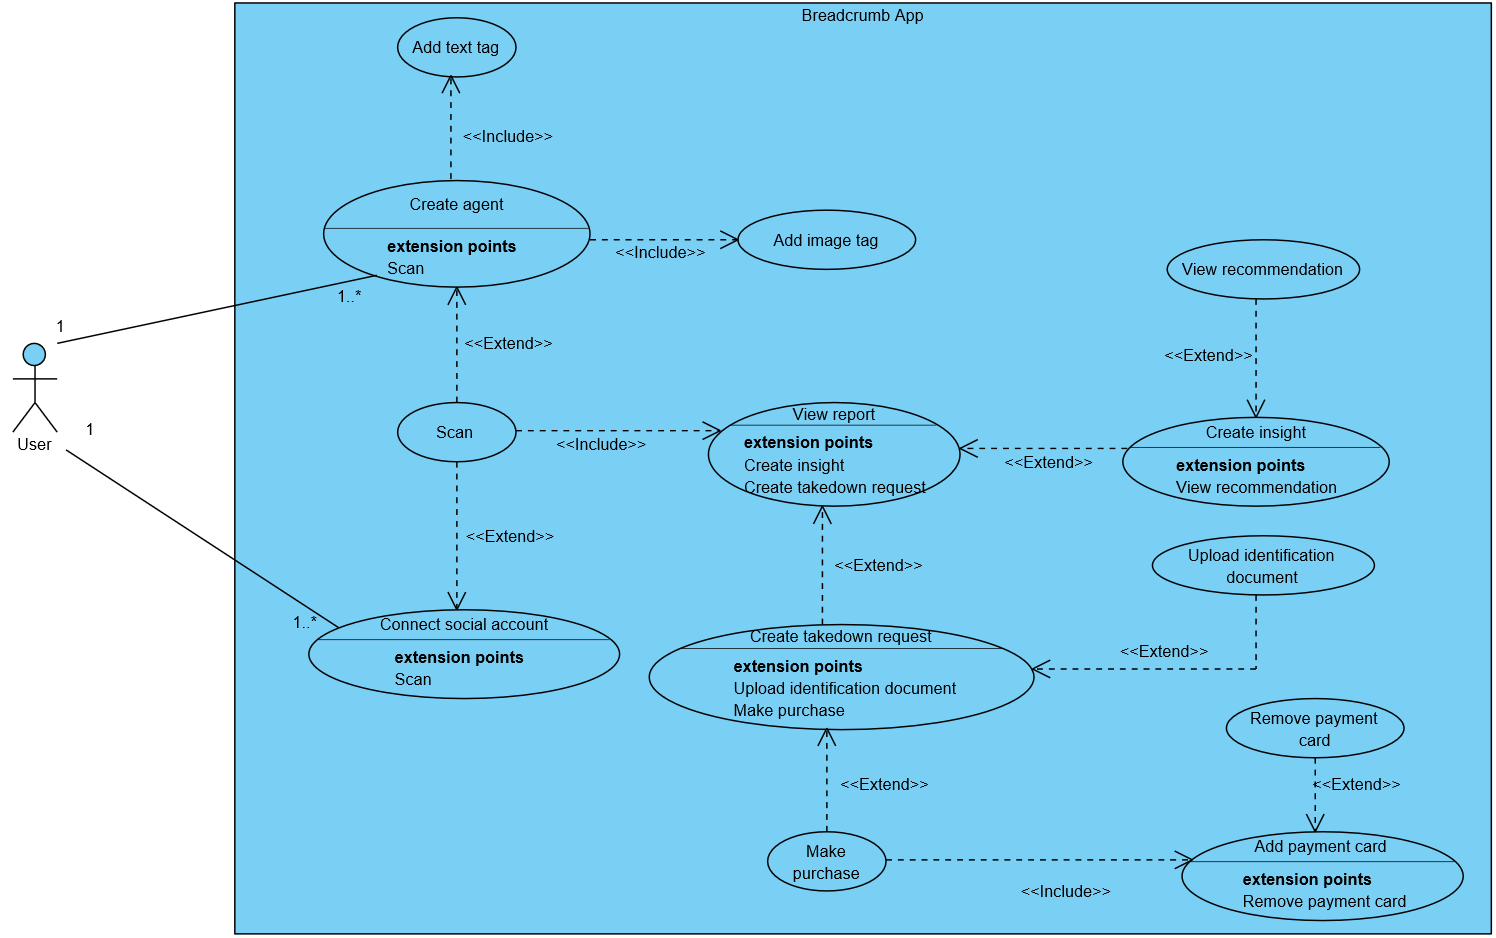 Breadcrumb App
Add text tag
<<Include>>
Create agent
extension points
Scan
<<Include>>
Add image tag
View recommendation
1..*
1
<<Extend>>
<<Extend>>
User
1
Scan
<<Include>>
View report
extension points
Create insight
Create takedown request
<<Extend>>
Create insight
extension points
View recommendation
<<Extend>>
<<Extend>>
Upload identification
document
1..*
Connect social account
extension points
Scan
Create takedown request
extension points
Upload identification document
Make purchase
<<Extend>>
Remove payment
card
<<Extend>>
<<Extend>>
Make
purchase
<<Include>>
Add payment card
extension points
Remove payment card